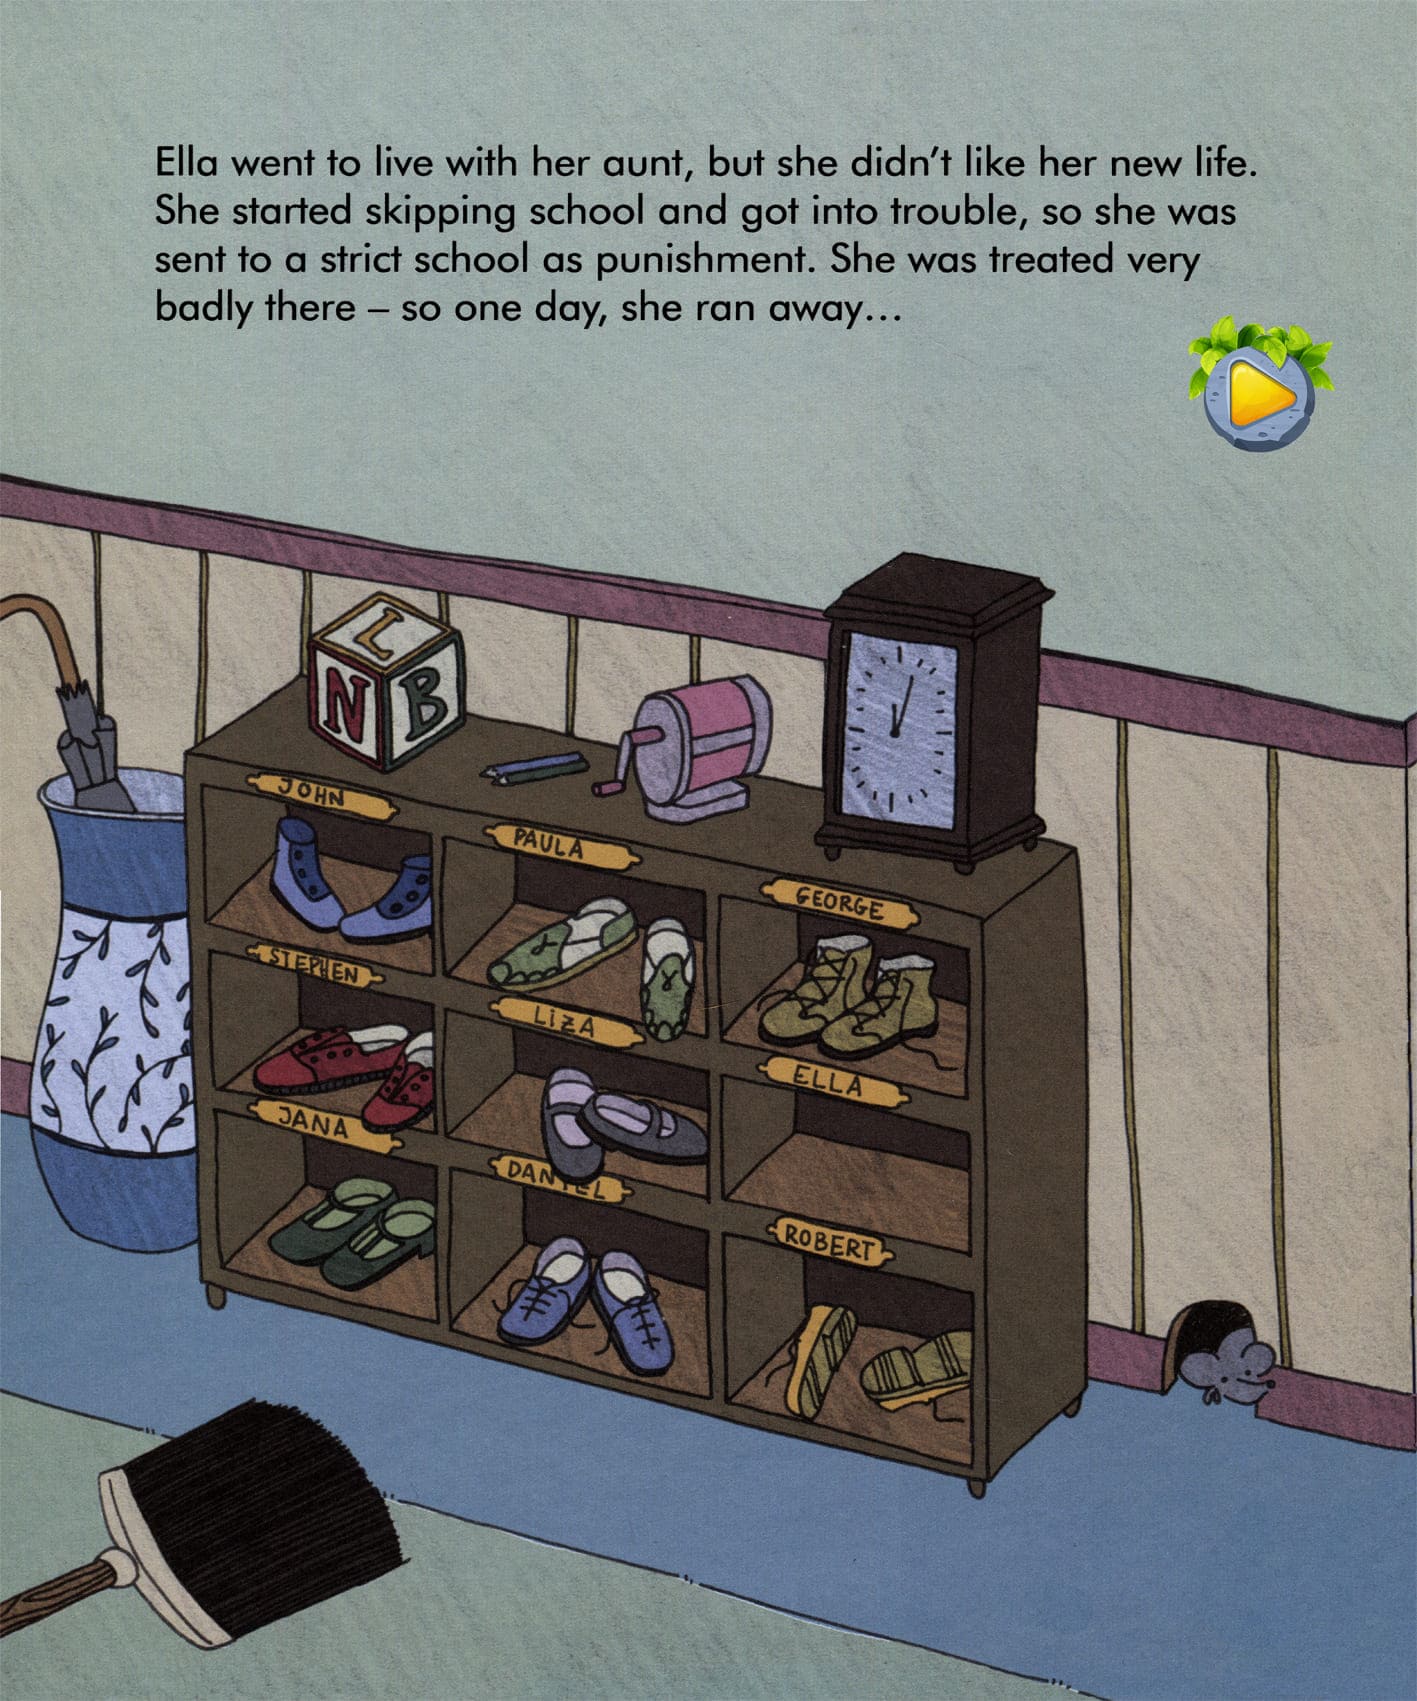 Ella went to live with her aunt, but she didn't like her new life.
She started skipping school and got into trouble, so she was
sent to a strict school as punishment. She was treated very
badly there – so one day, she ran away...
L
N B
JOHN
PAULA
GEORGE
STEPHEN
LiZA
ELLA
JANA
DANIEL
ROBERT